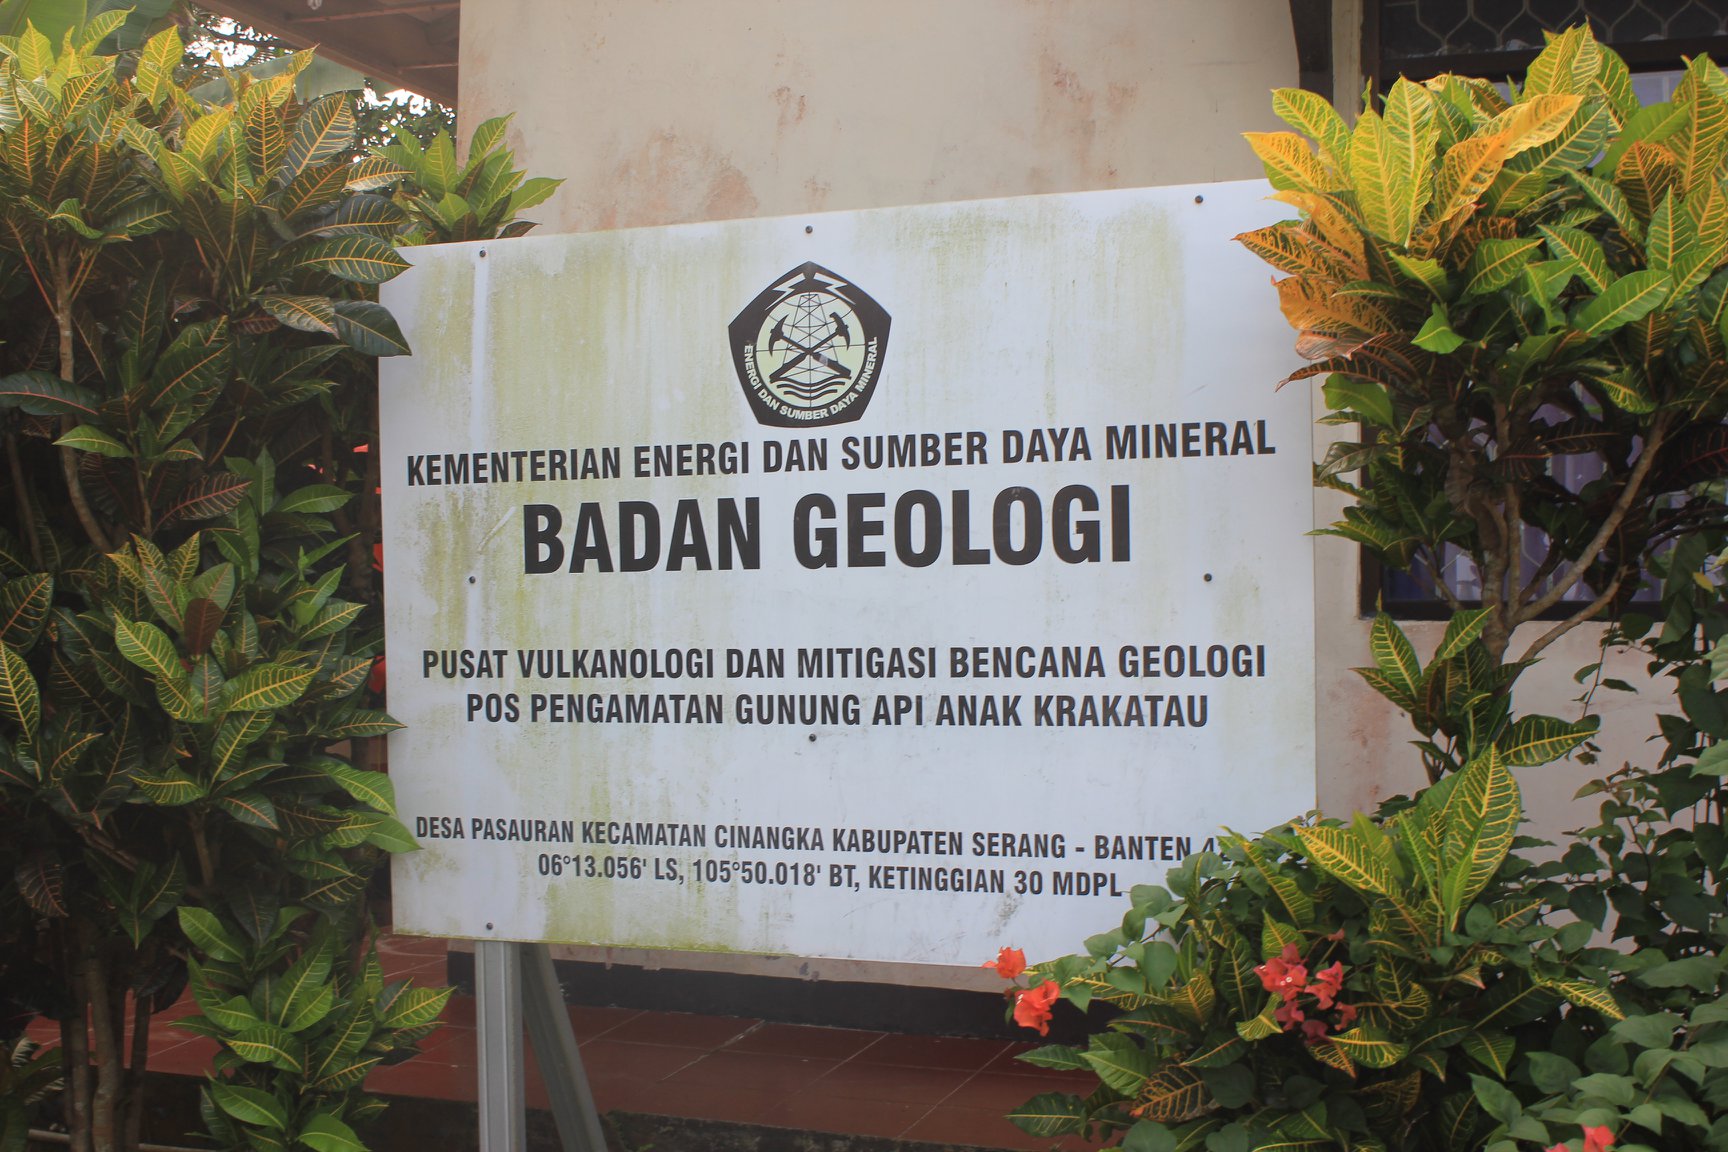 ENERGI DAN SUMBER DAYA MINERAL
KEMENTERIAN ENERGI DAN SUMBER DAYA MINERAL
BADAN GEOLOGI
PUSAT VULKANOLOGI DAN MITIGASI BENCANA GEOLOGI
POS PENGAMATAN GUNUNG API ANAK KRAKATAU
DESA PASAURAN KECAMATAN CINANGKA KABUPATEN SERANG - BANTEN
06°13.056' LS, 105°50.018' BT, KETINGGIAN 30 MDPL